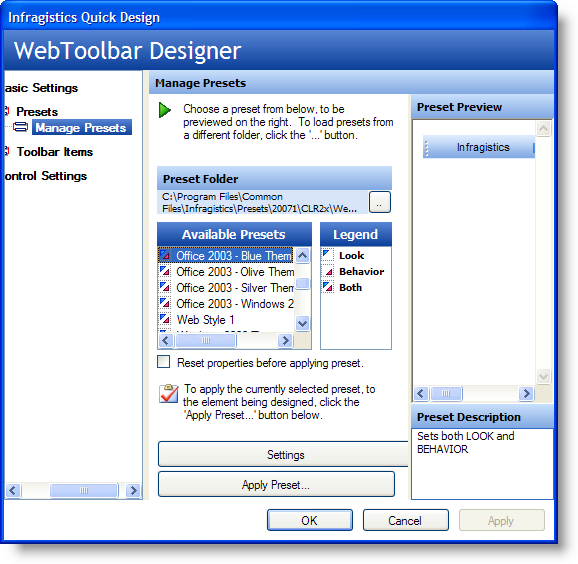 Infragistics Quick Design
WebToolbar Designer
asic Settings
Presets
Manage Presets
Toolbar Items
ontrol Settings
Manage Presets
Choose a preset from below, to be
previewed on the right. To load presets from
a different folder, click the '...' button.
Preset Folder
C:\Program Files\Common
Files\Infragistics\Presets\20071\CLR2x\We...
..
Available Presets
Office 2003 - Blue Them
Office 2003 - Olive Them
Office 2003 - Silver Them
Office 2003 - Windows 2
Web Style 1
Legend
Look
Behavior
Both
Reset properties before applying preset.
To apply the currently selected preset, to
the element being designed, click the
'Apply Preset...' button below.
Settings
Apply Preset...
Preset Preview
Infragistics
Preset Description
Sets both LOOK and
BEHAVIOR
OK
Cancel
Apply